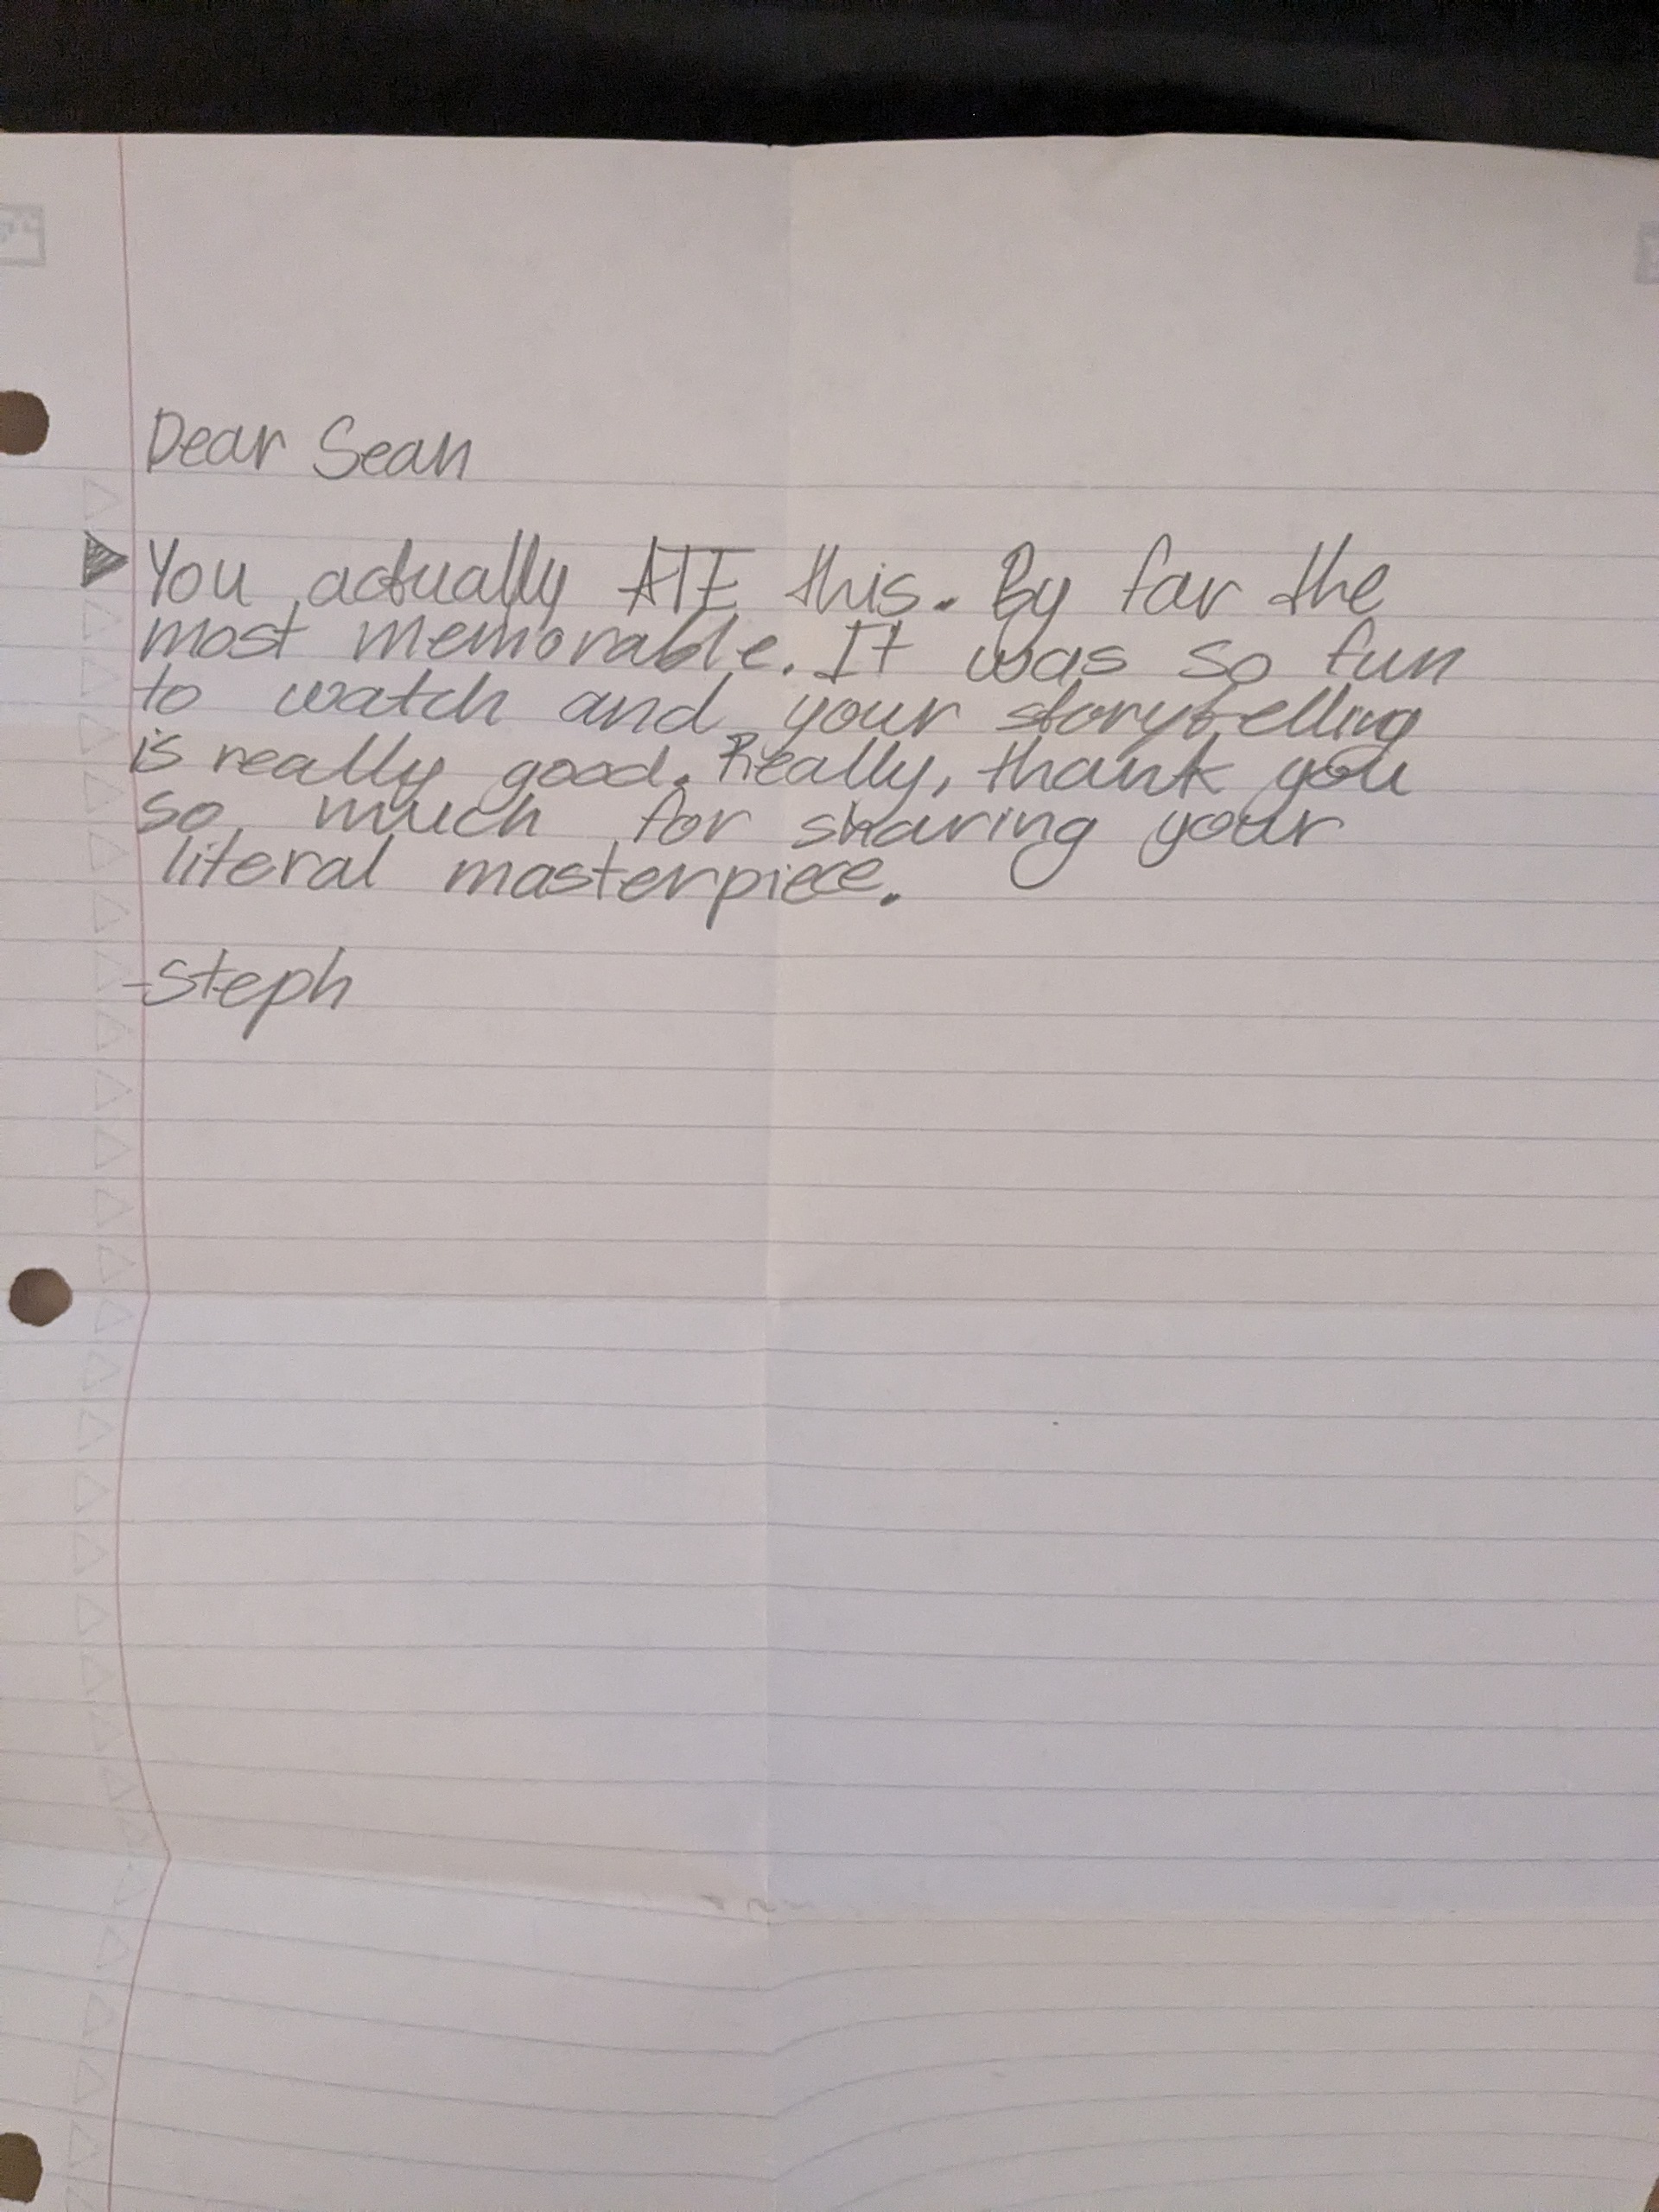 Dear Sean
You actually ATE this. By far the
most memorable. It was so fun
to watch and your storytelling
is really good. Really, thank you
so much for sharing your
literal masterpiece.
-Steph